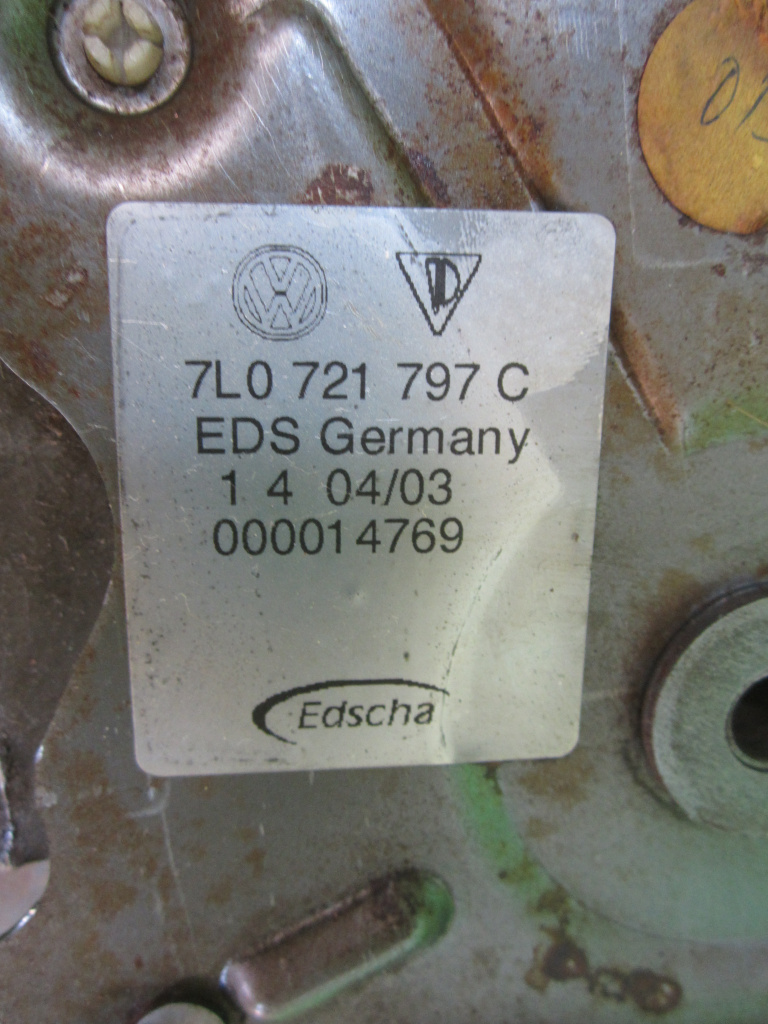 7L0 721 797 C
EDS Germany
1 4 04/03
000014769
Edscha